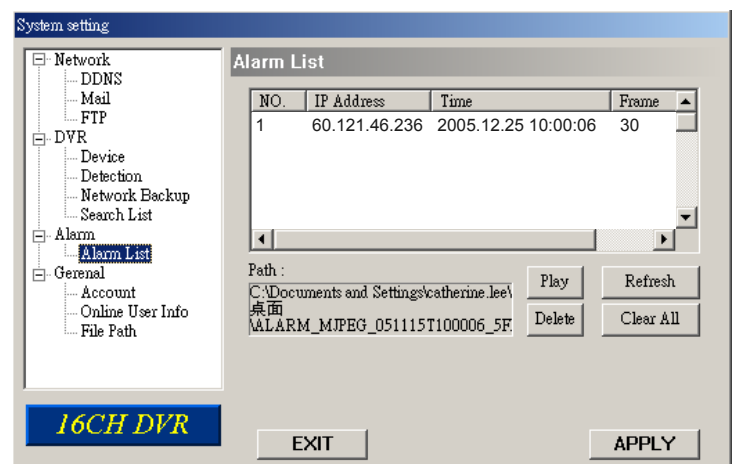 System setting
Network
DDNS
Mail
FTP
DVR
Device
Detection
Network Backup
Search List
Alarm
Alarm List
Gerenal
Account
Online User Info
File Path
16CH DVR
Alarm List
NO. IP Address Time Frame
1 60.121.46.236 2005.12.25 10:00:06 30
Path :
C:\Documents and Settings\catherine.lee\
桌面
\ALARM_MJPEG_051115T100006_5F
Play Refresh
Delete Clear All
EXIT APPLY